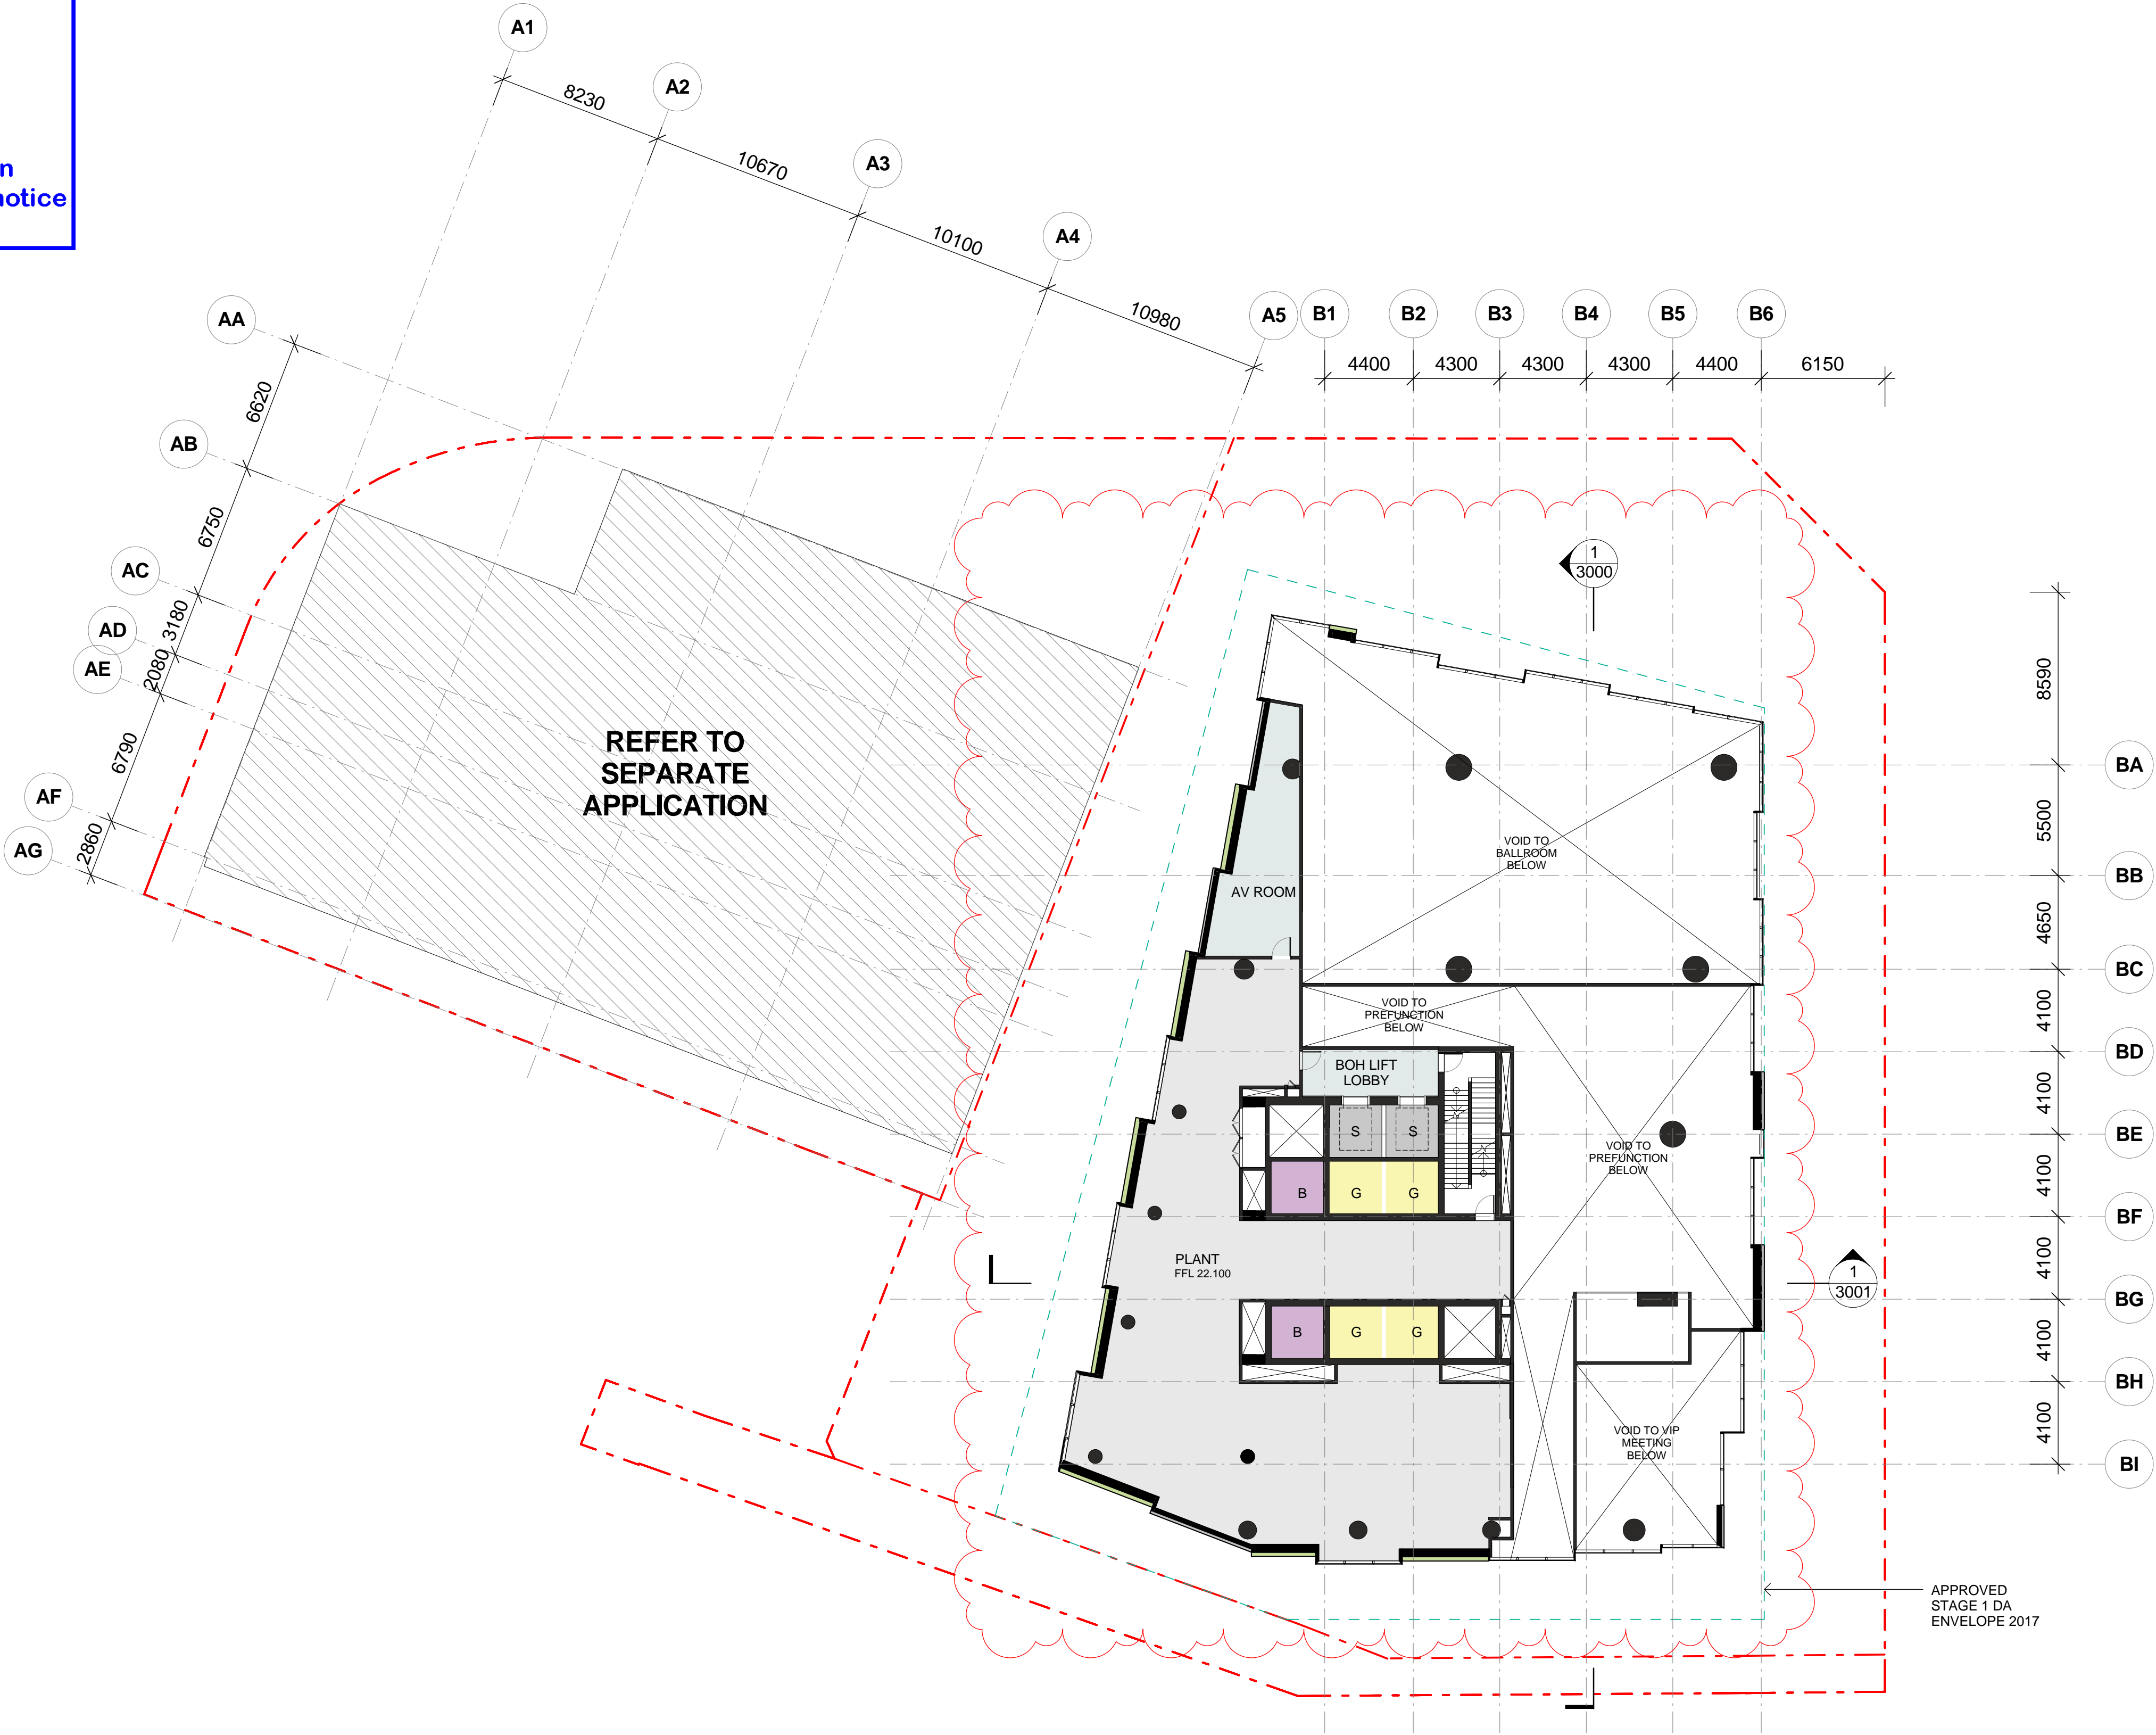 n
notice
A1
A2
A3
A4
A5
B1
B2
B3
B4
B5
B6
8230
10670
10100
10980
4400
4300
4300
4300
4400
6150
AA
AB
AC
AD
AE
AF
AG
6620
6750
3180
2080
6790
2860
REFER TO
SEPARATE
APPLICATION
1
3000
8590
5500
4650
4100
4100
4100
4100
4100
4100
BA
BB
BC
BD
BE
BF
BG
BH
BI
VOID TO
BALLROOM
BELOW
AV ROOM
VOID TO
PREFUNCTION
BELOW
BOH LIFT
LOBBY
S
S
B
G
G
VOID TO
PREFUNCTION
BELOW
PLANT
FFL 22.100
1
3001
B
G
G
VOID TO VIP
MEETING
BELOW
APPROVED
STAGE 1 DA
ENVELOPE 2017